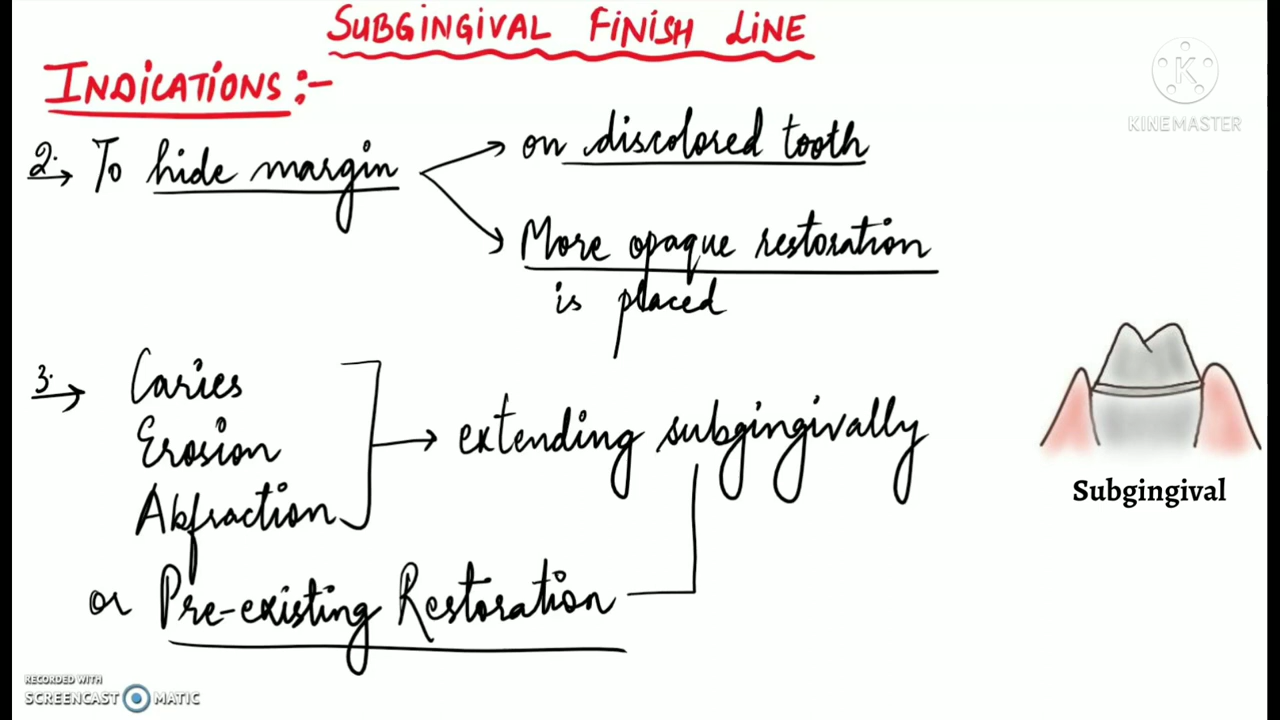 SUBGINGIVAL FINISH LINE
INDICATIONS:-
2. → To hide margin
on discolored tooth
More opaque restoration
is placed
3. → Caries
Erosion
Abfraction
→ extending subgingivally
or Pre-existing Restoration
Subgingival
K
KINEMASTER
RECORDED WITH
SCREENCAST MATIC